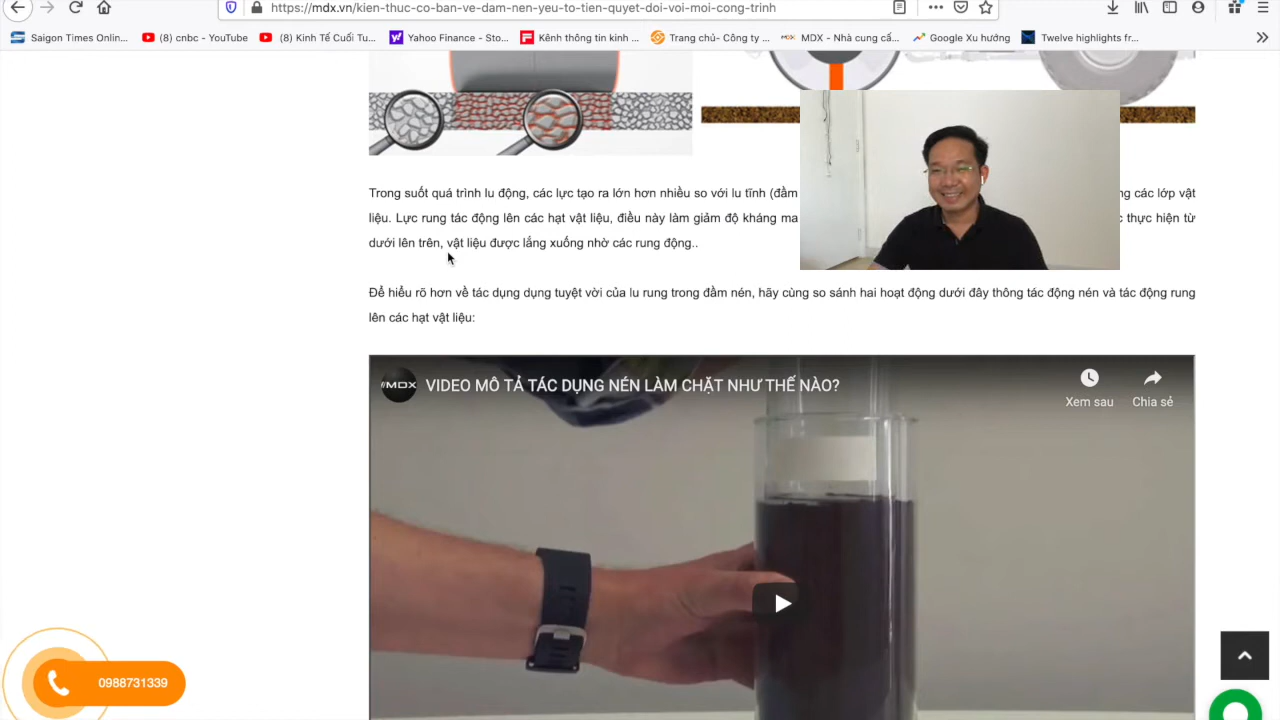 https://mdx.vn/kien-thuc-co-ban-ve-dam-nen-yeu-to-tien-quyet-doi-voi-moi-cong-trinh
Saigon Times Onlin... (8) cnbc - YouTube (8) Kinh Tế Cuối Tu... Yahoo Finance - Sto... Kênh thông tin kinh ... Trang chủ- Công ty ... MDX - Nhà cung cấ... Google Xu hướng Twelve highlights fr...
Trong suốt quá trình lu động, các lực tạo ra lớn hơn nhiều so với lu tĩnh (đầm
ng các lớp vật
liệu. Lực rung tác động lên các hạt vật liệu, điều này làm giảm độ kháng ma
thực hiện từ
dưới lên trên, vật liệu được lắng xuống nhờ các rung động..
Để hiểu rõ hơn về tác dụng dụng tuyệt vời của lu rung trong đầm nén, hãy cùng so sánh hai hoạt động dưới đây thông tác động nén và tác động rung
lên các hạt vật liệu:
MDX VIDEO MÔ TẢ TÁC DỤNG NÉN LÀM CHẶT NHƯ THẾ NÀO?
Xem sau Chia sẻ
0988731339